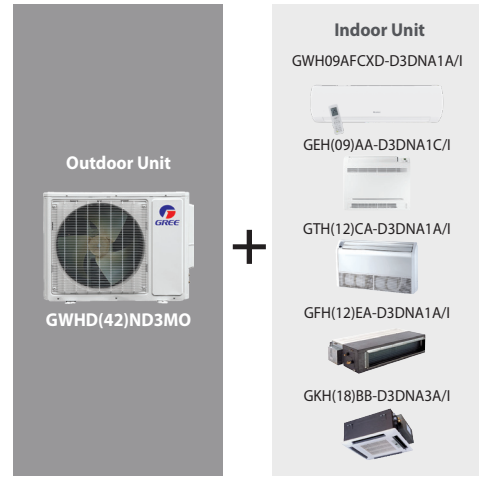 Outdoor Unit
GREE
GWHD(42)ND3MO
+
Indoor Unit
GWH09AFCXD-D3DNA1A/I
GEH(09)AA-D3DNA1C/I
GTH(12)CA-D3DNA1A/I
GFH(12)EA-D3DNA1A/I
GKH(18)BB-D3DNA3A/I